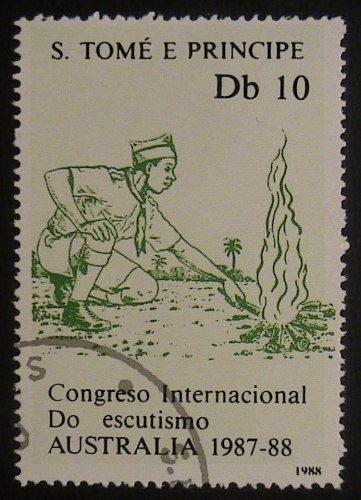 S. TOMÉ E PRINCIPE
Db 10
Congreso Internacional
Do escutismo
AUSTRALIA 1987-88
1988
S